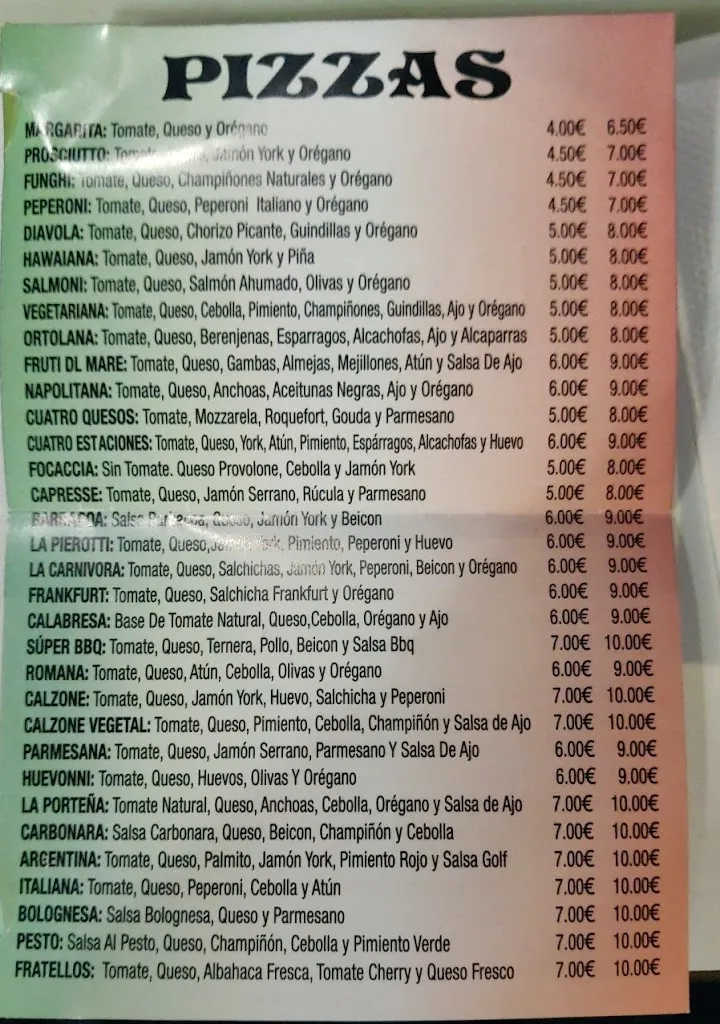 PIZZAS
MARGARITA: Tomate, Queso y Orégano 4.00€ 6.50€
PROSCIUTTO: Jamón York y Orégano 4.50€ 7.00€
FUNGHI: Tomate, Queso, Champiñones Naturales y Orégano 4.50€ 7.00€
PEPERONI: Tomate, Queso, Peperoni Italiano y Orégano 4.50€ 7.00€
DIAVOLA: Tomate, Queso, Chorizo Picante, Guindillas y Orégano 5.00€ 8.00€
HAWAIANA: Tomate, Queso, Jamón York y Piña 5.00€ 8.00€
SALMONI: Tomate, Queso, Salmón Ahumado, Olivas y Orégano 5.00€ 8.00€
VEGETARIANA: Tomate, Queso, Cebolla, Pimiento, Champiñones, Guindillas, Ajo y Orégano 5.00€ 8.00€
ORTOLANA: Tomate, Queso, Berenjenas, Esparragos, Alcachofas, Ajo y Alcaparras 5.00€ 8.00€
FRUTI DL MARE: Tomate, Queso, Gambas, Almejas, Mejillones, Atún y Salsa De Ajo 6.00€ 9.00€
NAPOLITANA: Tomate, Queso, Anchoas, Aceitunas Negras, Ajo y Orégano 6.00€ 9.00€
CUATRO QUESOS: Tomate, Mozzarela, Roquefort, Gouda y Parmesano 5.00€ 8.00€
CUATRO ESTACIONES: Tomate, Queso, York, Atún, Pimiento, Espárragos, Alcachofas y Huevo 6.00€ 9.00€
FOCACCIA: Sin Tomate. Queso Provolone, Cebolla y Jamón York 5.00€ 8.00€
CAPRESSE: Tomate, Queso, Jamón Serrano, Rúcula y Parmesano 5.00€ 8.00€
BARBACOA: Salsa Barbacoa, Queso, Jamón York y Beicon 6.00€ 9.00€
LA PIEROTTI: Tomate, Queso, Jamón York, Pimiento, Peperoni y Huevo 6.00€ 9.00€
LA CARNIVORA: Tomate, Queso, Salchichas, Jamón York, Peperoni, Beicon y Orégano 6.00€ 9.00€
FRANKFURT: Tomate, Queso, Salchicha Frankfurt y Orégano 6.00€ 9.00€
CALABRESA: Base De Tomate Natural, Queso,Cebolla, Orégano y Ajo 6.00€ 9.00€
SÚPER BBQ: Tomate, Queso, Ternera, Pollo, Beicon y Salsa Bbq 7.00€ 10.00€
ROMANA: Tomate, Queso, Atún, Cebolla, Olivas y Orégano 6.00€ 9.00€
CALZONE: Tomate, Queso, Jamón York, Huevo, Salchicha y Peperoni 7.00€ 10.00€
CALZONE VEGETAL: Tomate, Queso, Pimiento, Cebolla, Champiñón y Salsa de Ajo 7.00€ 10.00€
PARMESANA: Tomate, Queso, Jamón Serrano, Parmesano Y Salsa De Ajo 6.00€ 9.00€
HUEVONNI: Tomate, Queso, Huevos, Olivas Y Orégano 6.00€ 9.00€
LA PORTEÑA: Tomate Natural, Queso, Anchoas, Cebolla, Orégano y Salsa de Ajo 7.00€ 10.00€
CARBONARA: Salsa Carbonara, Queso, Beicon, Champiñón y Cebolla 7.00€ 10.00€
ARGENTINA: Tomate, Queso, Palmito, Jamón York, Pimiento Rojo y Salsa Golf 7.00€ 10.00€
ITALIANA: Tomate, Queso, Peperoni, Cebolla y Atún 7.00€ 10.00€
BOLOGNESA: Salsa Bolognesa, Queso y Parmesano 7.00€ 10.00€
PESTO: Salsa Al Pesto, Queso, Champiñón, Cebolla y Pimiento Verde 7.00€ 10.00€
FRATELLOS: Tomate, Queso, Albahaca Fresca, Tomate Cherry y Queso Fresco 7.00€ 10.00€